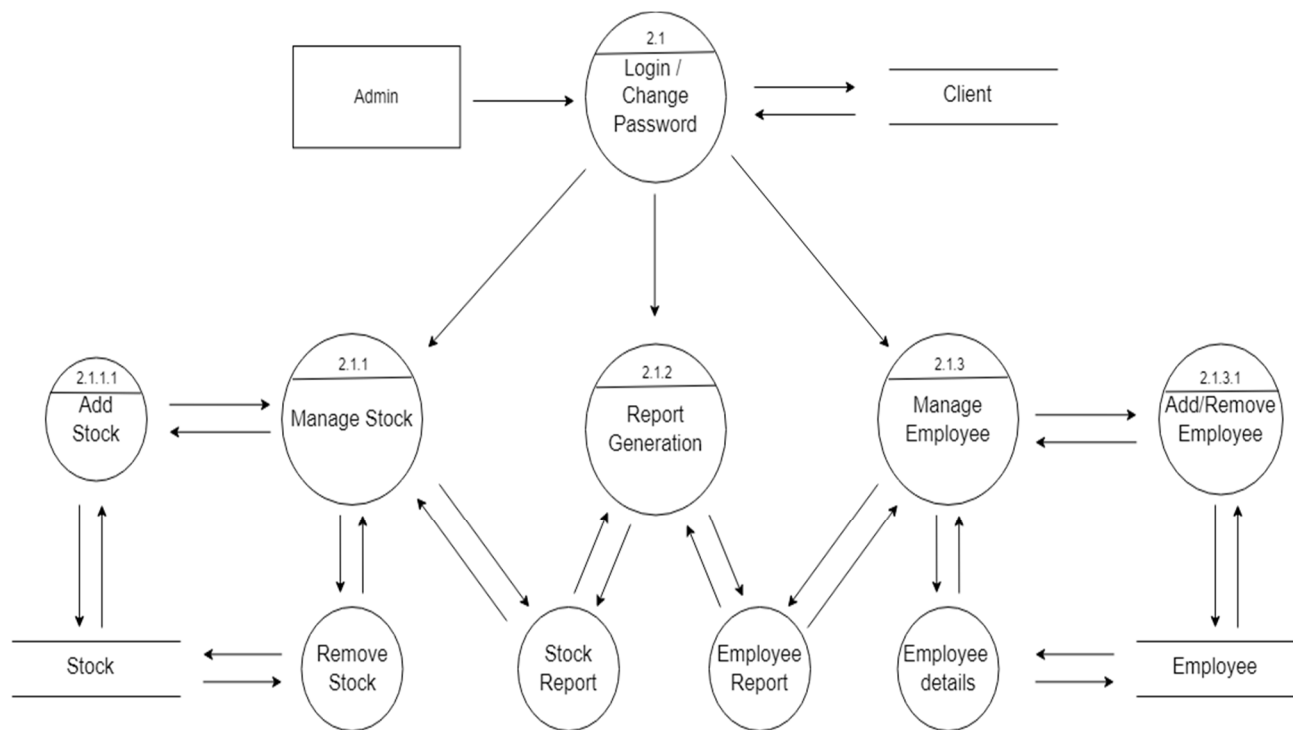 2.1
Login /
Change
Password
Admin
Client
2.1.1
Manage Stock
2.1.2
Report
Generation
2.1.3
Manage
Employee
2.1.1.1
Add
Stock
2.1.3.1
Add/Remove
Employee
Stock
Remove
Stock
Stock
Report
Employee
Report
Employee
details
Employee